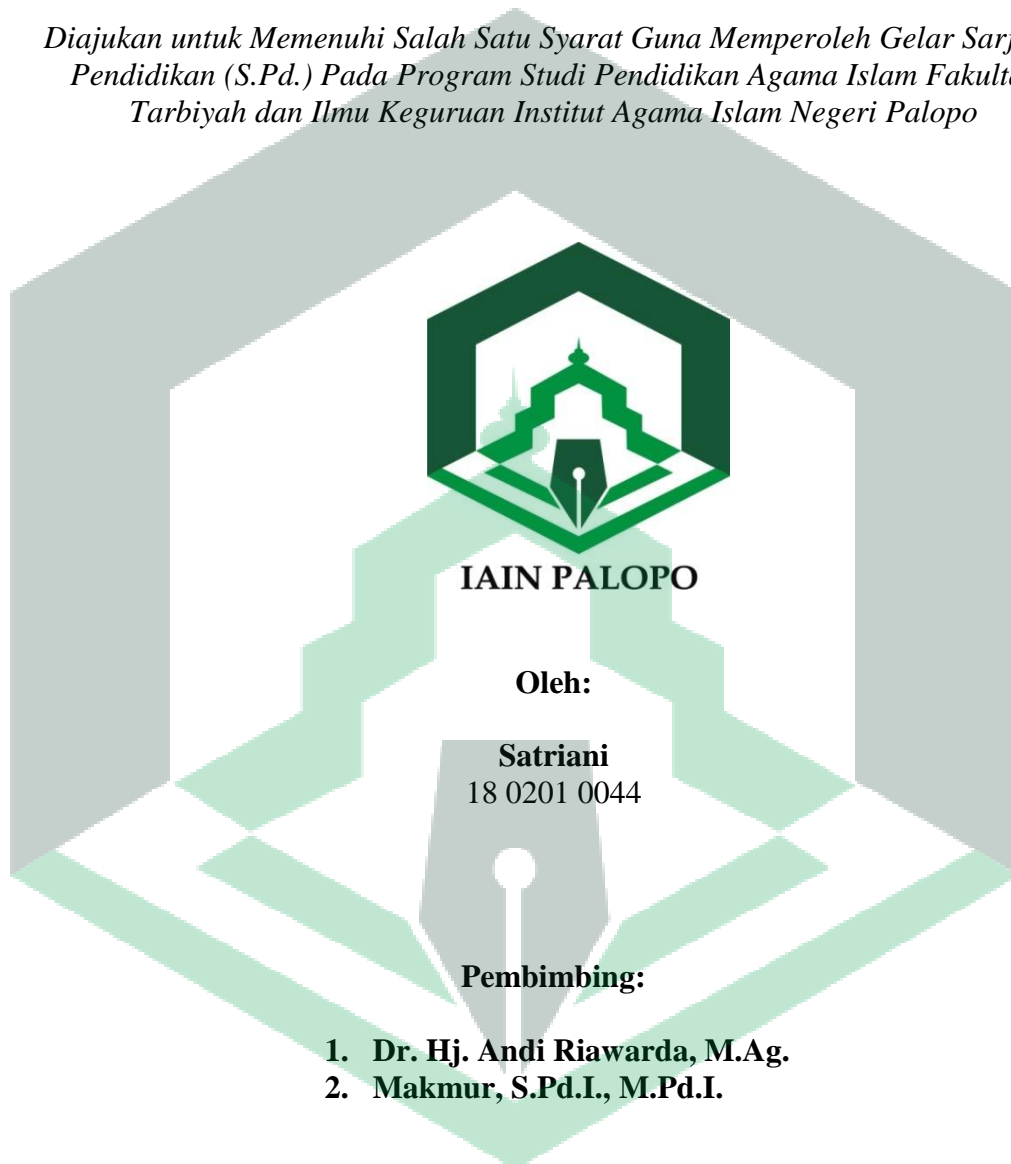 Diajukan untuk Memenuhi Salah Satu Syarat Guna Memperoleh Gelar Sarj
Pendidikan (S.Pd.) Pada Program Studi Pendidikan Agama Islam Fakulta
Tarbiyah dan Ilmu Keguruan Institut Agama Islam Negeri Palopo
IAIN PALOPO
Oleh:
Satriani
18 0201 0044
Pembimbing:
1. Dr. Hj. Andi Riawarda, M.Ag.
2. Makmur, S.Pd.I., M.Pd.I.